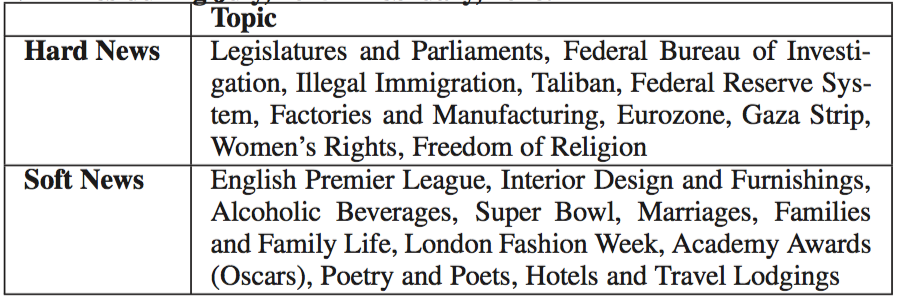 Topic
Hard News Legislatures and Parliaments, Federal Bureau of Investi-
gation, Illegal Immigration, Taliban, Federal Reserve Sys-
tem, Factories and Manufacturing, Eurozone, Gaza Strip,
Women's Rights, Freedom of Religion
Soft News English Premier League, Interior Design and Furnishings,
Alcoholic Beverages, Super Bowl, Marriages, Families
and Family Life, London Fashion Week, Academy Awards
(Oscars), Poetry and Poets, Hotels and Travel Lodgings